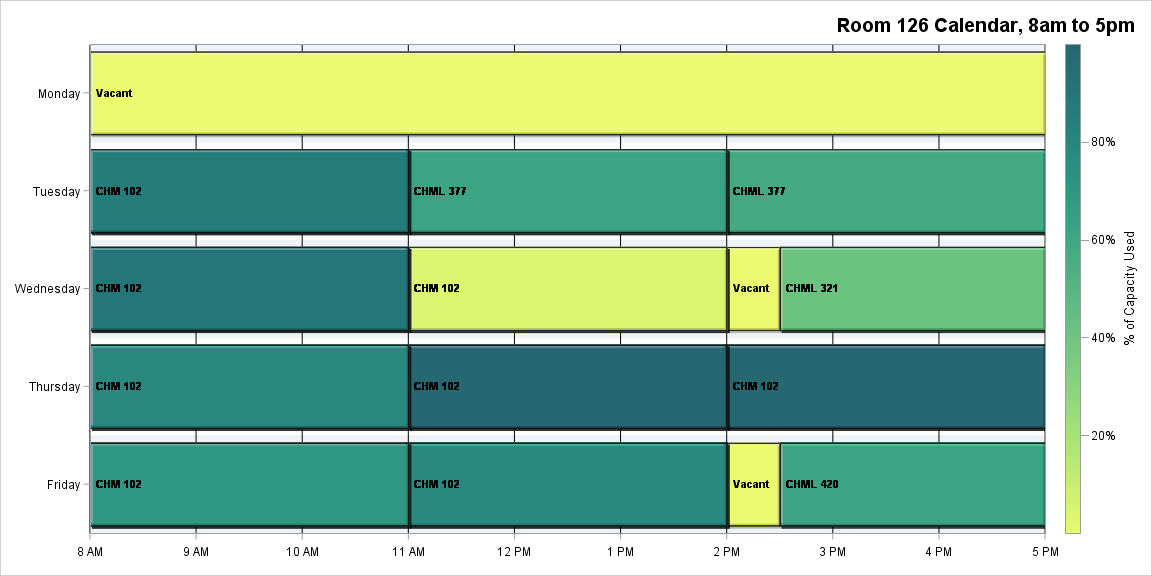 Room 126 Calendar, 8am to 5pm
Monday
Vacant
80%
Tuesday
CHM 102
CHML 377
CHML 377
60%
% of Capacity Used
Wednesday
CHM 102
CHM 102
Vacant
CHML 321
40%
Thursday
CHM 102
CHM 102
CHM 102
20%
Friday
CHM 102
CHM 102
Vacant
CHML 420
8 AM
9 AM
10 AM
11 AM
12 PM
1 PM
2 PM
3 PM
4 PM
5 PM